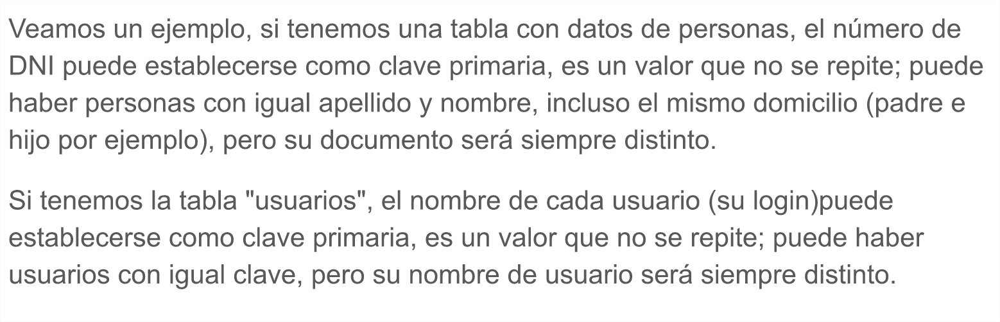 Veamos un ejemplo, si tenemos una tabla con datos de personas, el número de
DNI puede establecerse como clave primaria, es un valor que no se repite; puede
haber personas con igual apellido y nombre, incluso el mismo domicilio (padre e
hijo por ejemplo), pero su documento será siempre distinto.
Si tenemos la tabla "usuarios", el nombre de cada usuario (su login)puede
establecerse como clave primaria, es un valor que no se repite; puede haber
usuarios con igual clave, pero su nombre de usuario será siempre distinto.